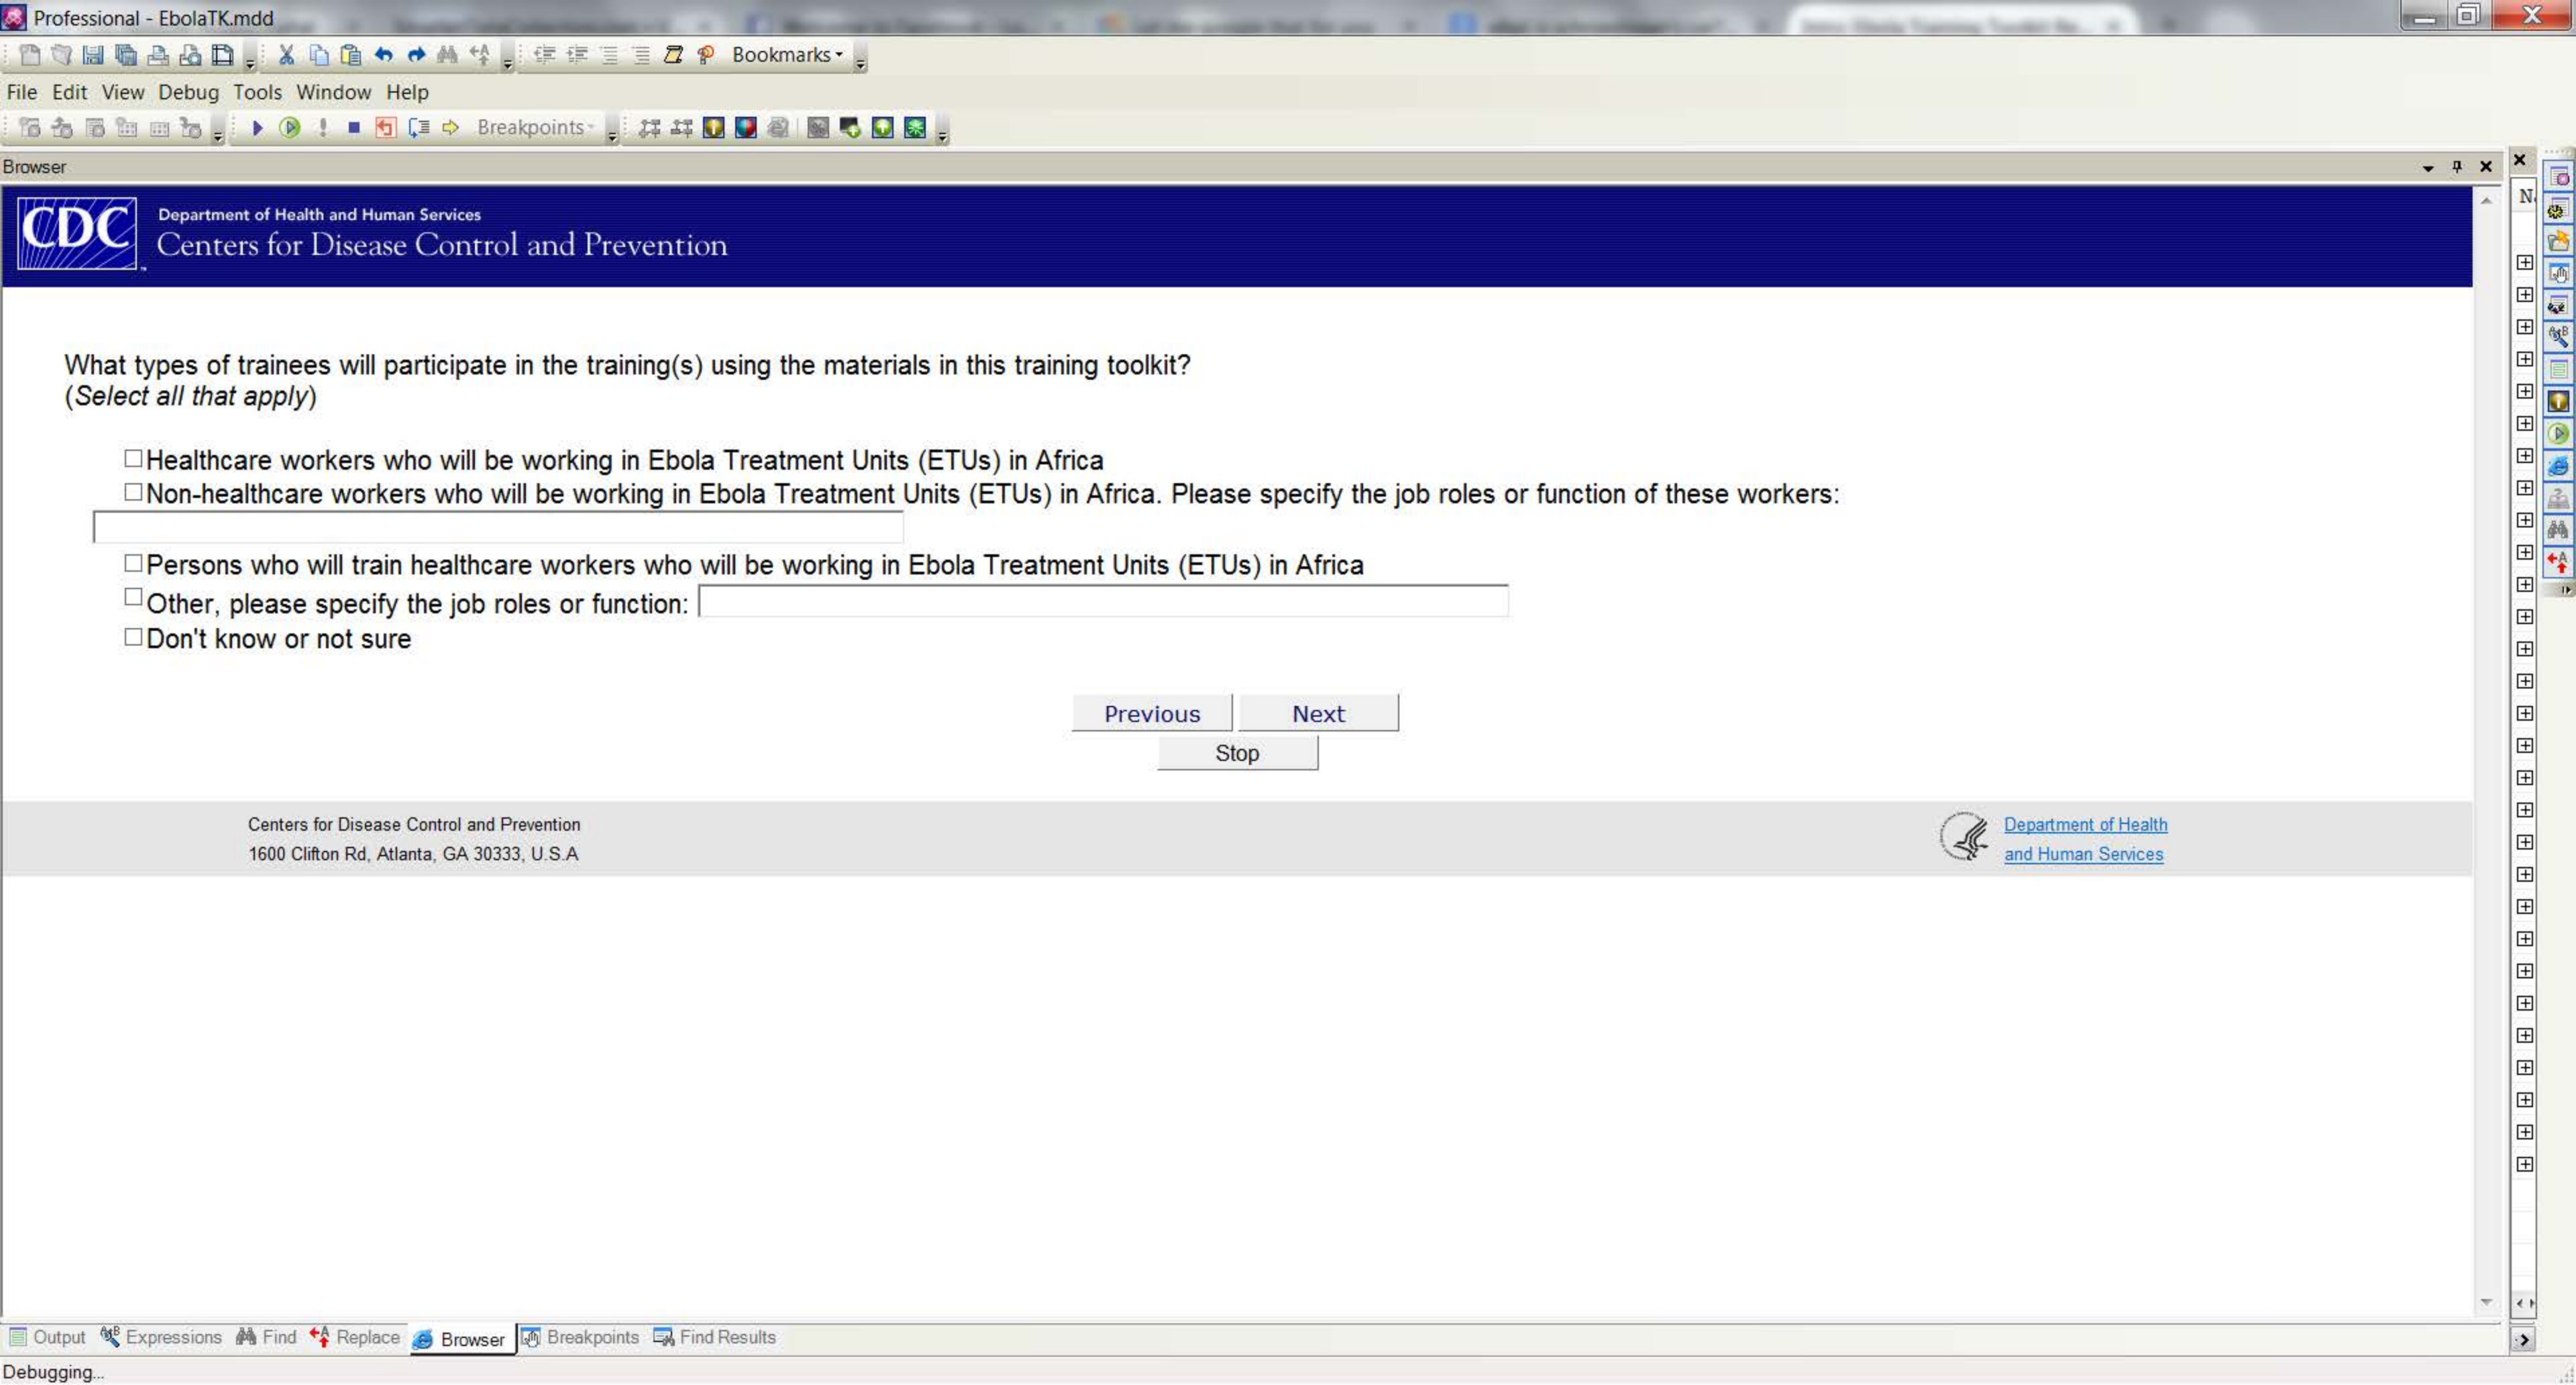 Professional - EbolaTK.mdd
Bookmarks
File Edit View Debug Tools Window Help
Breakpoints
Browser
N
CDC
Department of Health and Human Services
Centers for Disease Control and Prevention
What types of trainees will participate in the training(s) using the materials in this training toolkit?
(Select all that apply)
Healthcare workers who will be working in Ebola Treatment Units (ETUs) in Africa
Non-healthcare workers who will be working in Ebola Treatment Units (ETUs) in Africa. Please specify the job roles or function of these workers:
Persons who will train healthcare workers who will be working in Ebola Treatment Units (ETUs) in Africa
Other, please specify the job roles or function:
Don't know or not sure
Previous Next
Stop
Centers for Disease Control and Prevention
1600 Clifton Rd, Atlanta, GA 30333, U.S.A
Department of Health
and Human Services
Output Expressions Find Replace Browser Breakpoints Find Results
Debugging...